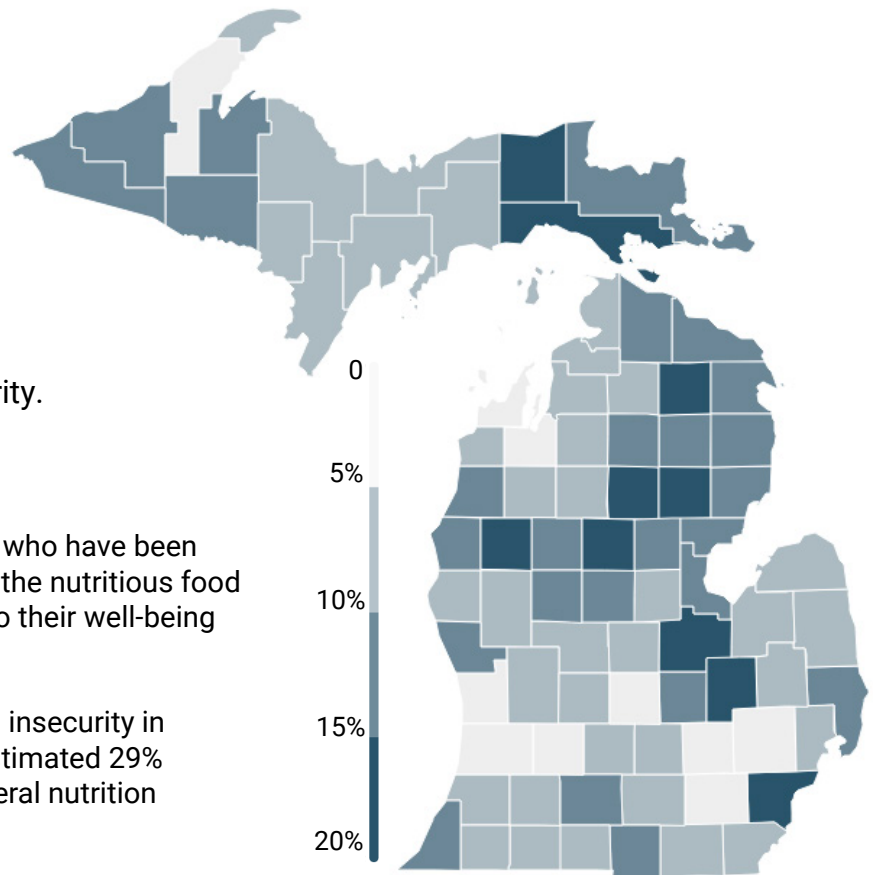 rity.
who have been
the nutritious food
o their well-being
insecurity in
timated 29%
eral nutrition
0
5%
10%
15%
20%